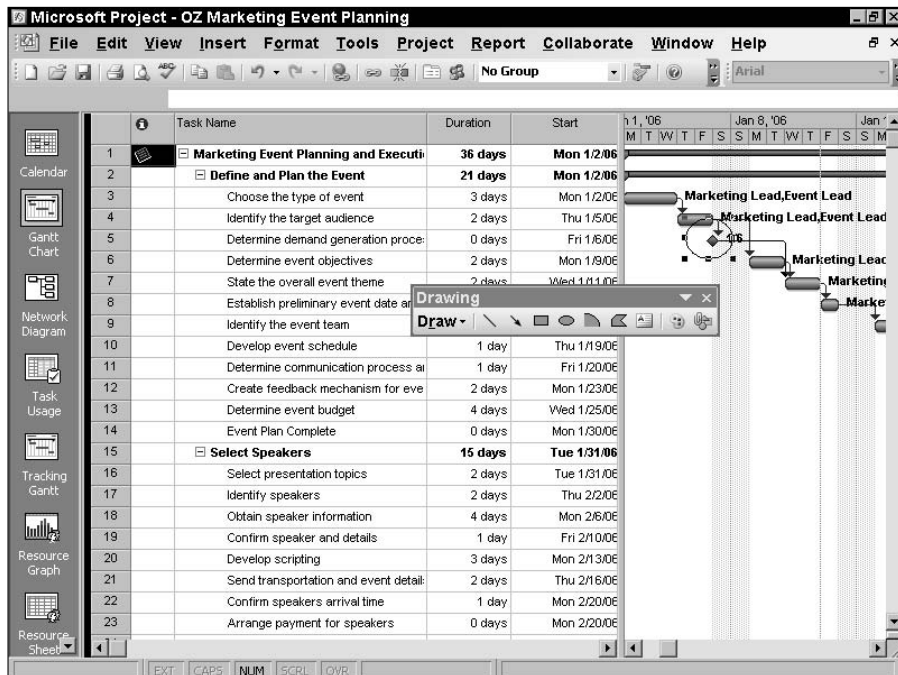 Microsoft Project - OZ Marketing Event Planning
File Edit View Insert Format Tools Project Report Collaborate Window Help
No Group Arial
Task Name Duration Start 1, '06 Jan 8, '06 Jan
M T W T F S S M T W T F S S M
1 Marketing Event Planning and Executi 36 days Mon 1/2/06
2 Define and Plan the Event 21 days Mon 1/2/06
3 Choose the type of event 3 days Mon 1/2/06 Marketing Lead,Event Lead
4 Identify the target audience 2 days Thu 1/5/06 Marketing Lead,Event Lead
5 Determine demand generation proce 0 days Fri 1/6/06 1/6
6 Determine event objectives 2 days Mon 1/9/06 Marketing Lead
7 State the overall event theme 2 days Wed 1/11/06 Marketing
8 Establish preliminary event date an Marke
9 Identify the event team
Drawing
Draw
10 Develop event schedule 1 day Thu 1/19/06
11 Determine communication process a 1 day Fri 1/20/06
12 Create feedback mechanism for eve 2 days Mon 1/23/06
13 Determine event budget 4 days Wed 1/25/06
14 Event Plan Complete 0 days Mon 1/30/06
15 Select Speakers 15 days Tue 1/31/06
16 Select presentation topics 2 days Tue 1/31/06
17 Identify speakers 2 days Thu 2/2/06
18 Obtain speaker information 4 days Mon 2/6/06
19 Confirm speaker and details 1 day Fri 2/10/06
20 Develop scripting 3 days Mon 2/13/06
21 Send transportation and event detail 2 days Thu 2/16/06
22 Confirm speakers arrival time 1 day Mon 2/20/06
23 Arrange payment for speakers 0 days Mon 2/20/06
Calendar
Gantt
Chart
Network
Diagram
Task
Usage
Tracking
Gantt
Resource
Graph
Resource
Sheet
EXT CAPS NUM SCRL OVR